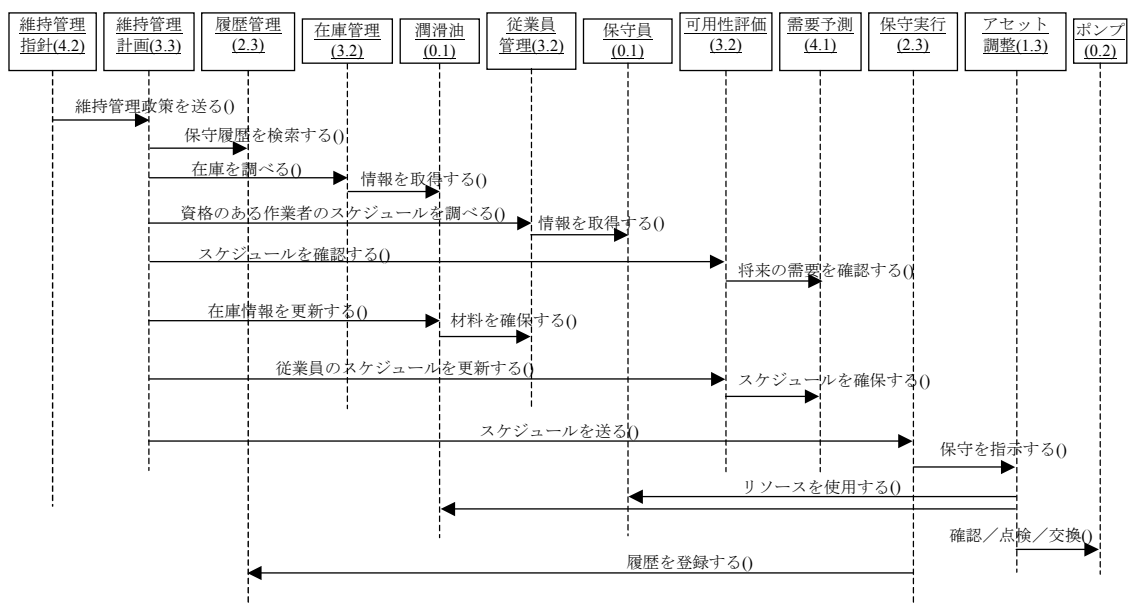 維持管理
指針(4.2)
維持管理
計画(3.3)
履歴管理
(2.3)
在庫管理
(3.2)
潤滑油
(0.1)
従業員
管理(3.2)
保守員
(0.1)
可用性評価
(3.2)
需要予測
(4.1)
保守実行
(2.3)
アセット
調整(1.3)
ポンプ
(0.2)
維持管理政策を送る()
保守履歴を検索する()
在庫を調べる()
情報を取得する()
資格のある作業者のスケジュールを調べる()
情報を取得する()
スケジュールを確認する()
将来の需要を確認する()
在庫情報を更新する()
材料を確保する()
従業員のスケジュールを更新する()
スケジュールを確保する()
スケジュールを送る()
保守を指示する()
リソースを使用する()
確認／点検／交換()
履歴を登録する()